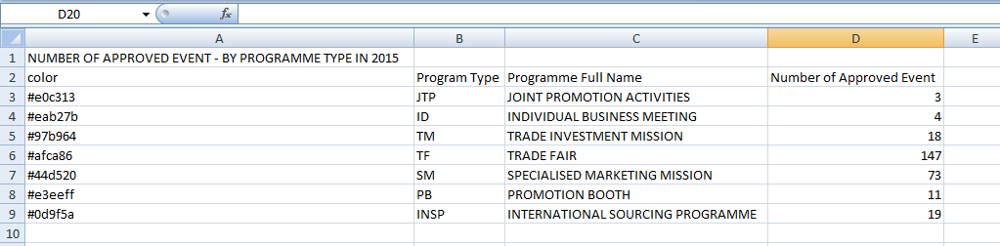 D20 fx
A B C D E
1 NUMBER OF APPROVED EVENT - BY PROGRAMME TYPE IN 2015
2 color Program Type Programme Full Name Number of Approved Event
3 #e0c313 JTP JOINT PROMOTION ACTIVITIES 3
4 #eab27b ID INDIVIDUAL BUSINESS MEETING 4
5 #97b964 TM TRADE INVESTMENT MISSION 18
6 #afca86 TF TRADE FAIR 147
7 #44d520 SM SPECIALISED MARKETING MISSION 73
8 #e3eeff PB PROMOTION BOOTH 11
9 #0d9f5a INSP INTERNATIONAL SOURCING PROGRAMME 19
10